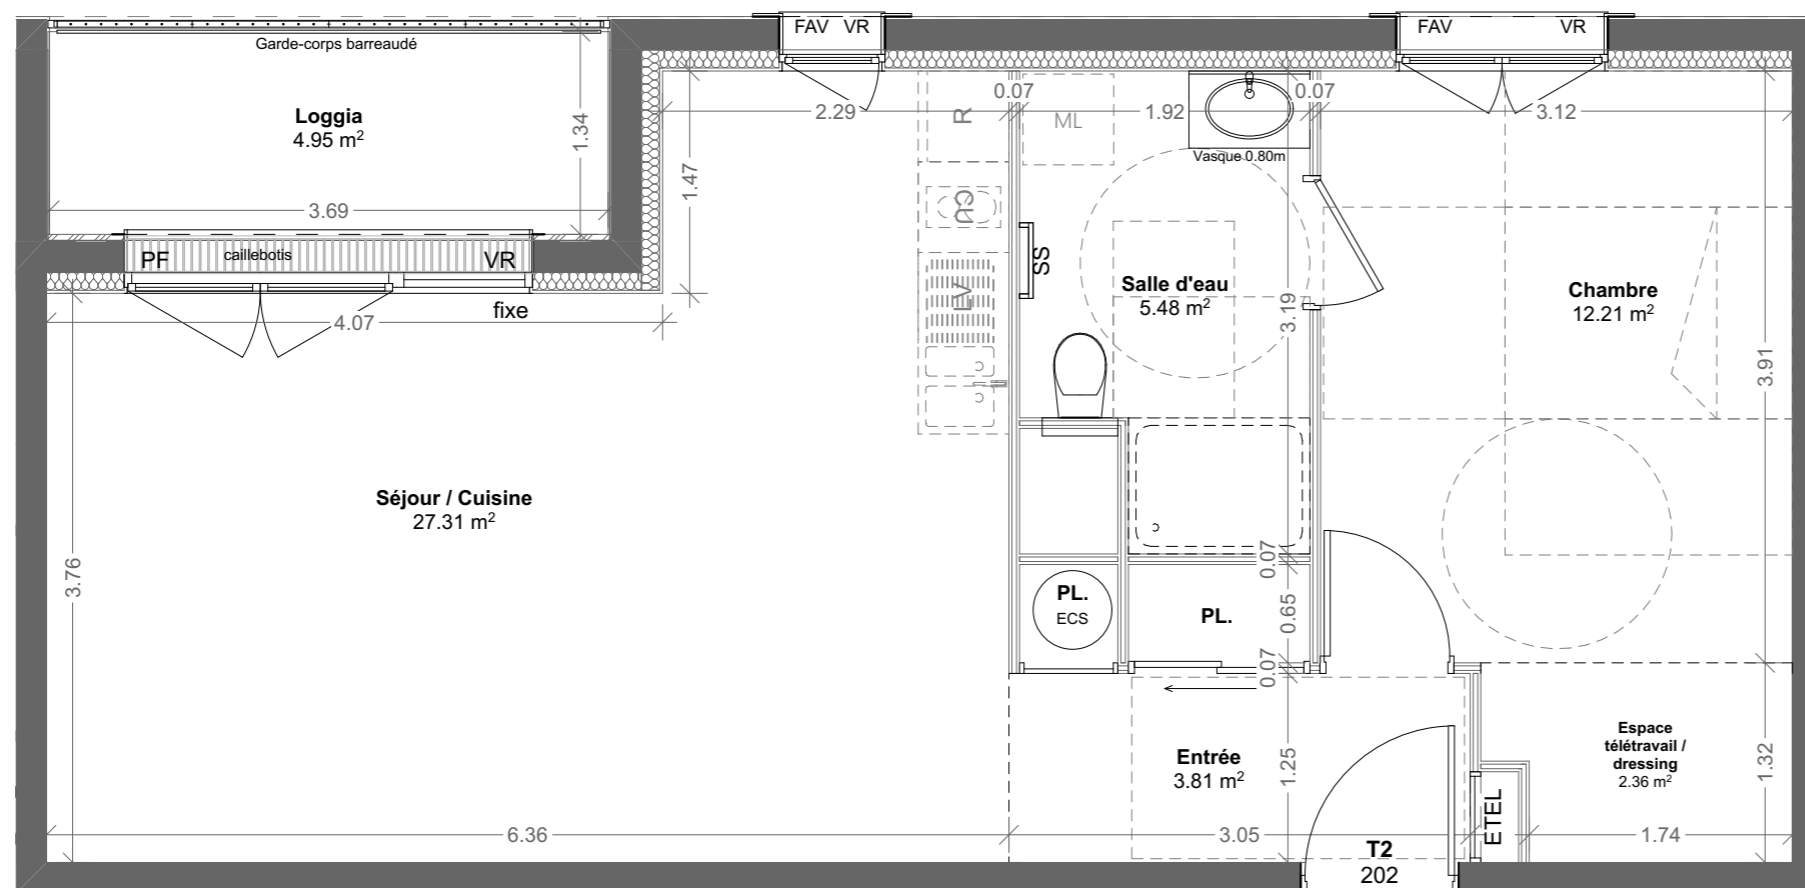 FAV VR
FAV VR
Garde-corps barreaudé
Loggia
4.95 m²
1.34
3.69
2.29
0.07
1.92
0.07
3.12
R
ML
Vasque 0.80m
1.47
CU
PF
caillebotis
VR
fixe
4.07
LV
SS
Salle d'eau
5.48 m²
3.19
Chambre
12.21 m²
3.91
Séjour / Cuisine
27.31 m²
3.76
0.07
PL.
ECS
PL.
0.65
0.07
Entrée
3.81 m²
1.25
Espace
télétravail /
dressing
2.36 m²
1.32
ETEL
6.36
3.05
1.74
T2
202